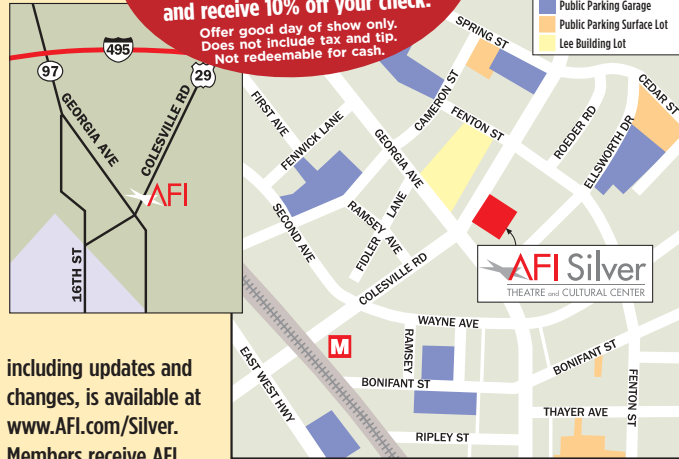 and receive 10% off your check.
Offer good day of show only.
Does not include tax and tip.
Not redeemable for cash.
Public Parking Garage
Public Parking Surface Lot
Lee Building Lot
495
97
29
GEORGIA AVE
COLESVILLE RD
AFI
16TH ST
SPRING ST
CEDAR ST
FIRST AVE
CAMERON ST
FENWICK LANE
FENTON ST
GEORGIA AVE
ROEDER RD
ELLSWORTH DR
SECOND AVE
RAMSEY AVE
FIDLER LANE
COLESVILLE RD
AFI Silver
THEATRE and CULTURAL CENTER
WAYNE AVE
M
RAMSEY
EAST WEST HWY
BONIFANT ST
BONIFANT ST
FENTON ST
THAYER AVE
RIPLEY ST
including updates and
changes, is available at
www.AFI.com/Silver.
Members receive AFI